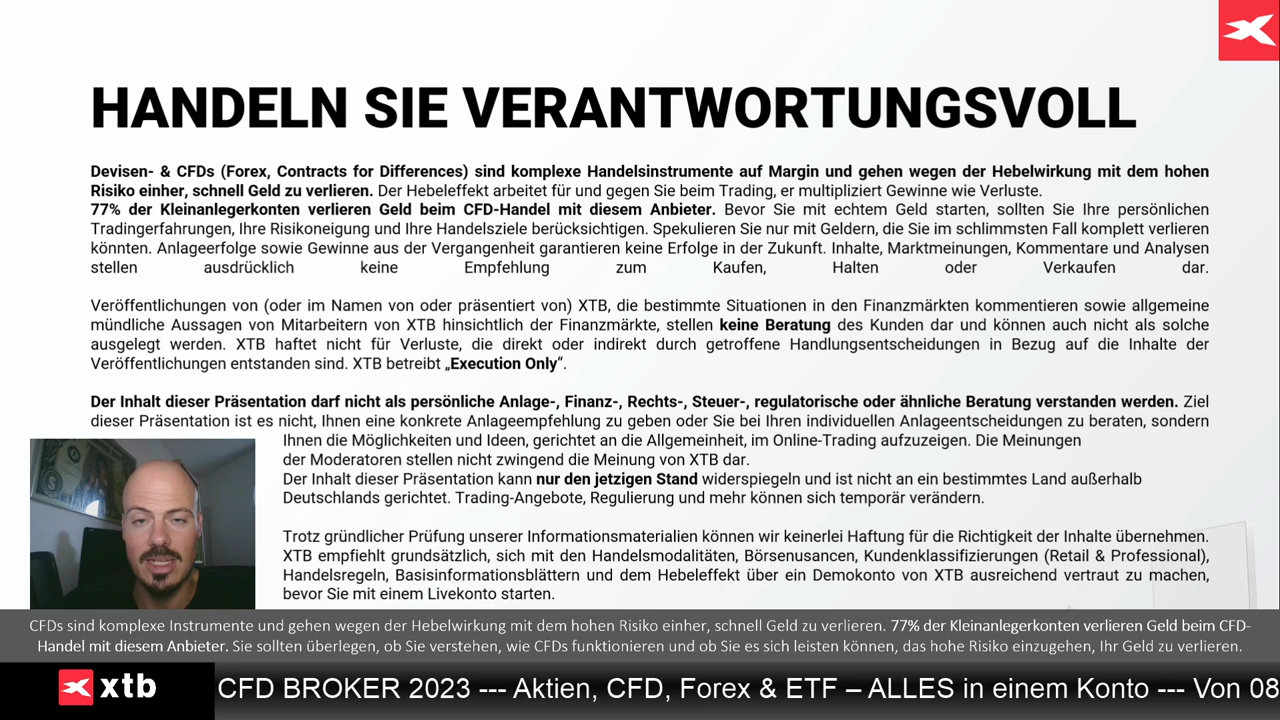 HANDELN SIE VERANTWORTUNGSVOLL
Devisen- & CFDs (Forex, Contracts for Differences) sind komplexe Handelsinstrumente auf Margin und gehen wegen der Hebelwirkung mit dem hohen
Risiko einher, schnell Geld zu verlieren. Der Hebeleffekt arbeitet für und gegen Sie beim Trading, er multipliziert Gewinne wie Verluste.
77% der Kleinanlegerkonten verlieren Geld beim CFD-Handel mit diesem Anbieter. Bevor Sie mit echtem Geld starten, sollten Sie Ihre persönlichen
Tradingerfahrungen, Ihre Risikoneigung und Ihre Handelsziele berücksichtigen. Spekulieren Sie nur mit Geldern, die Sie im schlimmsten Fall komplett verlieren
könnten. Anlageerfolge sowie Gewinne aus der Vergangenheit garantieren keine Erfolge in der Zukunft. Inhalte, Marktmeinungen, Kommentare und Analysen
stellen ausdrücklich keine Empfehlung zum Kaufen, Halten oder Verkaufen dar.
Veröffentlichungen von (oder im Namen von oder präsentiert von) XTB, die bestimmte Situationen in den Finanzmärkten kommentieren sowie allgemeine
mündliche Aussagen von Mitarbeitern von XTB hinsichtlich der Finanzmärkte, stellen keine Beratung des Kunden dar und können auch nicht als solche
ausgelegt werden. XTB haftet nicht für Verluste, die direkt oder indirekt durch getroffene Handlungsentscheidungen in Bezug auf die Inhalte der
Veröffentlichungen entstanden sind. XTB betreibt „Execution Only“.
Der Inhalt dieser Präsentation darf nicht als persönliche Anlage-, Finanz-, Rechts-, Steuer-, regulatorische oder ähnliche Beratung verstanden werden. Ziel
dieser Präsentation ist es nicht, Ihnen eine konkrete Anlageempfehlung zu geben oder Sie bei Ihren individuellen Anlageentscheidungen zu beraten, sondern
Ihnen die Möglichkeiten und Ideen, gerichtet an die Allgemeinheit, im Online-Trading aufzuzeigen. Die Meinungen
der Moderatoren stellen nicht zwingend die Meinung von XTB dar.
Der Inhalt dieser Präsentation kann nur den jetzigen Stand widerspiegeln und ist nicht an ein bestimmtes Land außerhalb
Deutschlands gerichtet. Trading-Angebote, Regulierung und mehr können sich temporär verändern.
Trotz gründlicher Prüfung unserer Informationsmaterialien können wir keinerlei Haftung für die Richtigkeit der Inhalte übernehmen.
XTB empfiehlt grundsätzlich, sich mit den Handelsmodalitäten, Börsenusancen, Kundenklassifizierungen (Retail & Professional),
Handelsregeln, Basisinformationsblättern und dem Hebeleffekt über ein Demokonto von XTB ausreichend vertraut zu machen,
bevor Sie mit einem Livekonto starten.
CFDs sind komplexe Instrumente und gehen wegen der Hebelwirkung mit dem hohen Risiko einher, schnell Geld zu verlieren. 77% der Kleinanlegerkonten verlieren Geld beim CFD-
Handel mit diesem Anbieter. Sie sollten überlegen, ob Sie verstehen, wie CFDs funktionieren und ob Sie es sich leisten können, das hohe Risiko einzugehen, Ihr Geld zu verlieren.
xtb CFD BROKER 2023 --- Aktien, CFD, Forex & ETF – ALLES in einem Konto --- Von 08